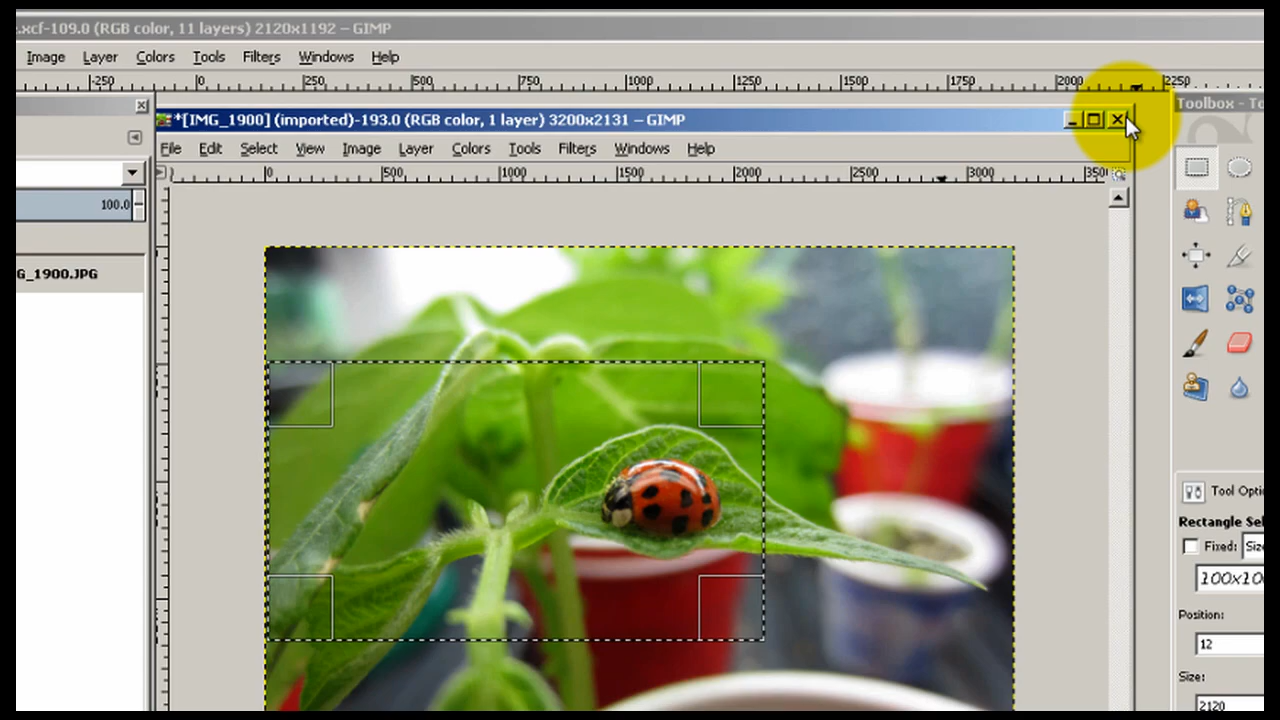 .xcf-109.0 (RGB color, 11 layers) 2120x1192 – GIMP
Image Layer Colors Tools Filters Windows Help
-250 0 250 500 750 1000 1250 1500 1750 2000 2250
Toolbox - To
*[IMG_1900] (imported)-193.0 (RGB color, 1 layer) 3200x2131 – GIMP
File Edit Select View Image Layer Colors Tools Filters Windows Help
0 500 1000 1500 2000 2500 3000 350
100.0
G_1900.JPG
Tool Opti
Rectangle Sel
Fixed: Siz
100x10
Position:
12
Size:
2120